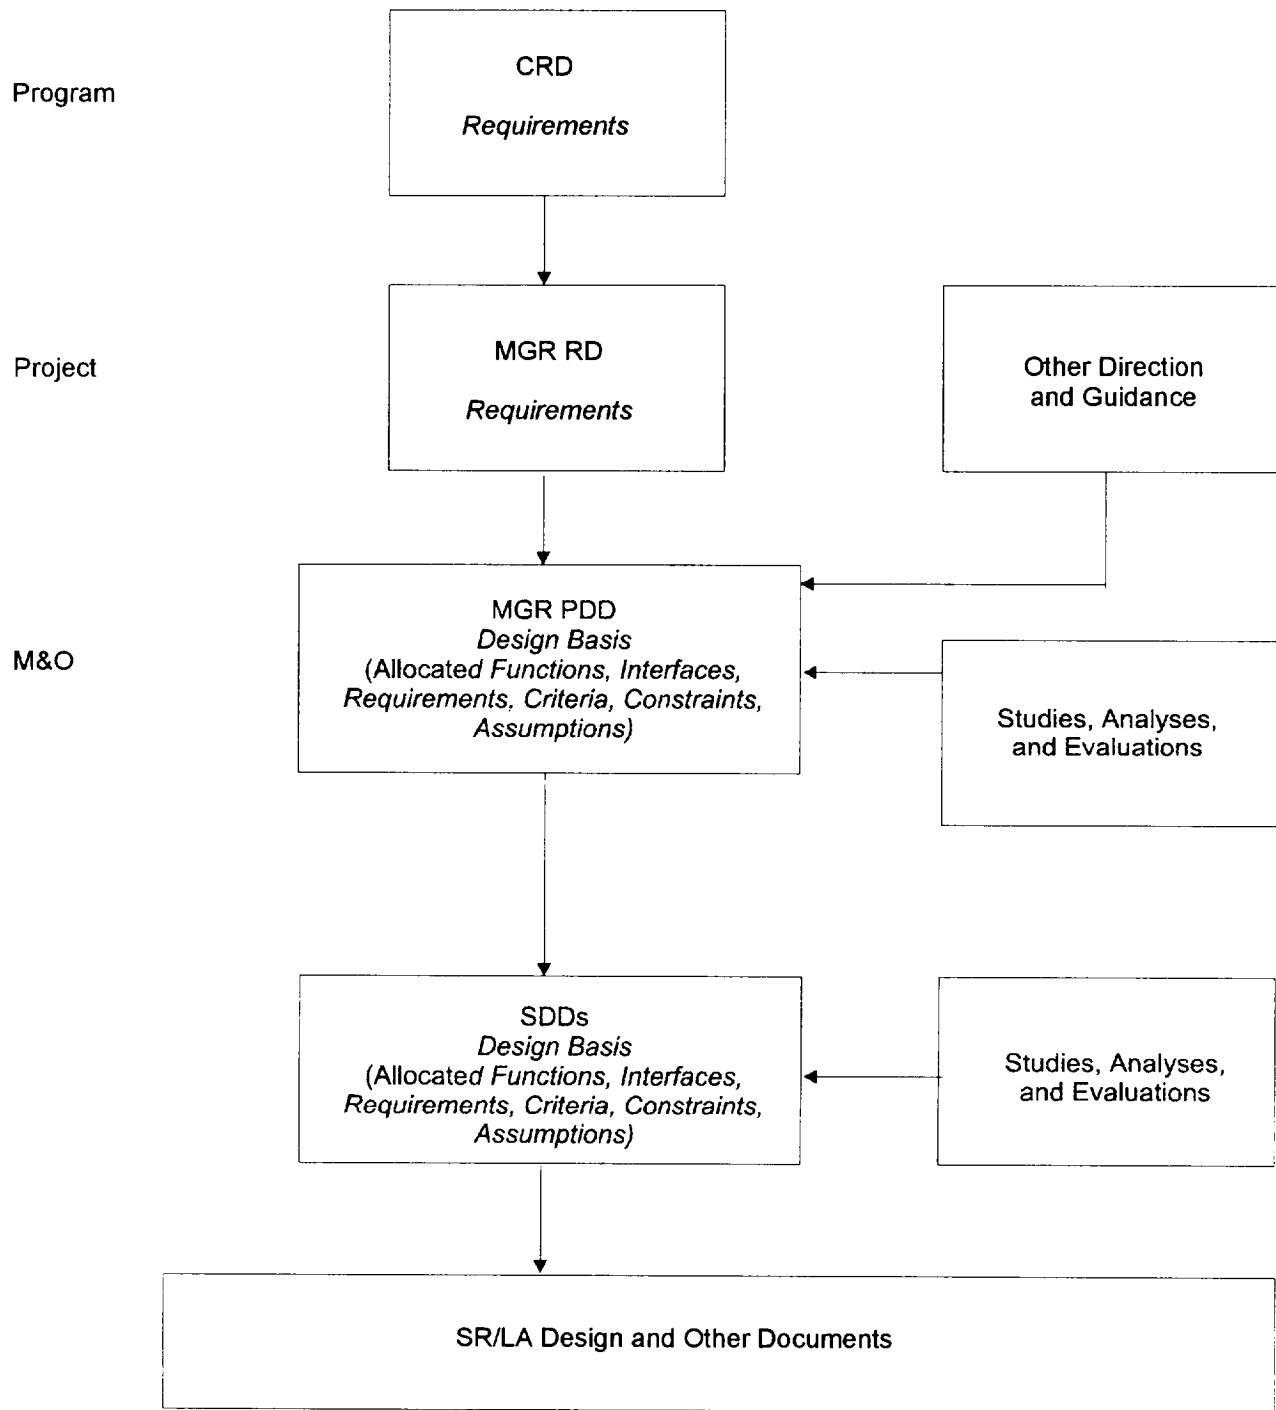 Program
CRD
Requirements
Project
MGR RD
Requirements
Other Direction
and Guidance
M&O
MGR PDD
Design Basis
(Allocated Functions, Interfaces,
Requirements, Criteria, Constraints,
Assumptions)
Studies, Analyses,
and Evaluations
SDDs
Design Basis
(Allocated Functions, Interfaces,
Requirements, Criteria, Constraints,
Assumptions)
Studies, Analyses,
and Evaluations
SR/LA Design and Other Documents